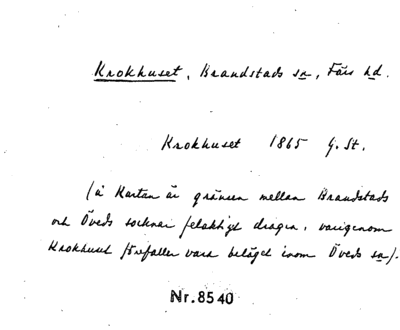 Krokhuset, Brandstads sn, Färs hd.
Krokhuset 1865 G. St.
(å Kartan är gränsen mellan Brandstads
och Öveds socknar felaktigt dragen, varigenom
Krokhuset förefaller vara beläget inom Öveds sn).
Nr. 8540